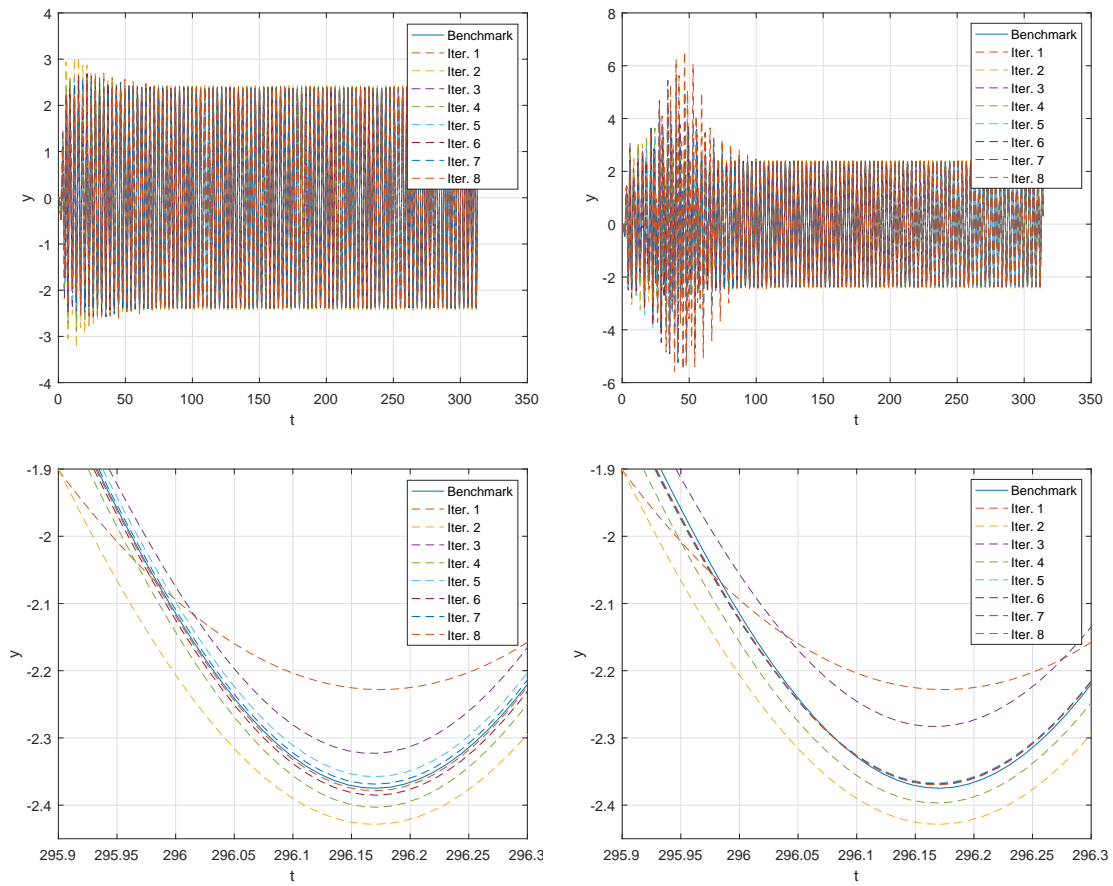 4
3
2
1
0
-1
-2
-3
-4
y
0 50 100 150 200 250 300 350
t
Benchmark
Iter. 1
Iter. 2
Iter. 3
Iter. 4
Iter. 5
Iter. 6
Iter. 7
Iter. 8
8
6
4
2
0
-2
-4
-6
y
0 50 100 150 200 250 300 350
t
Benchmark
Iter. 1
Iter. 2
Iter. 3
Iter. 4
Iter. 5
Iter. 6
Iter. 7
Iter. 8
-1.9
-2
-2.1
-2.2
-2.3
-2.4
y
295.9 295.95 296 296.05 296.1 296.15 296.2 296.25 296.3
t
Benchmark
Iter. 1
Iter. 2
Iter. 3
Iter. 4
Iter. 5
Iter. 6
Iter. 7
Iter. 8
-1.9
-2
-2.1
-2.2
-2.3
-2.4
y
295.9 295.95 296 296.05 296.1 296.15 296.2 296.25 296.3
t
Benchmark
Iter. 1
Iter. 2
Iter. 3
Iter. 4
Iter. 5
Iter. 6
Iter. 7
Iter. 8